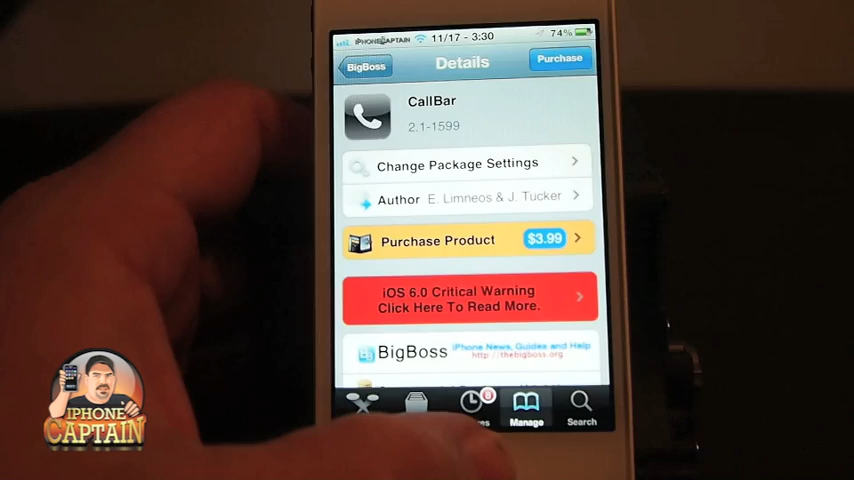 IPHONECAPTAIN 11/17 - 3:30 74%
BigBoss Details Purchase
CallBar
2.1-1599
Change Package Settings
Author E. Limneos & J. Tucker
Purchase Product $3.99
iOS 6.0 Critical Warning
Click Here To Read More.
BigBoss iPhone News, Guides and Help
http://thebigboss.org
8
Manage Search
IPHONE
CAPTAIN